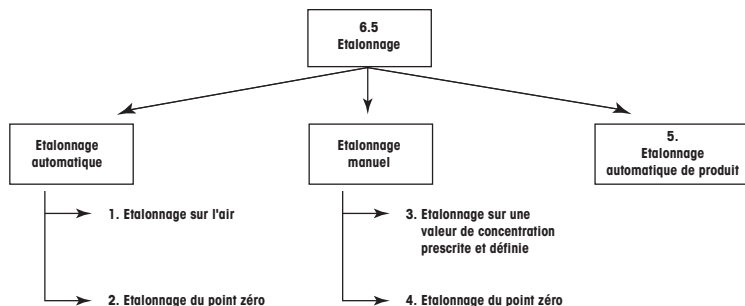 6.5
Etalonnage
Etalonnage
automatique
Etalonnage
manuel
5.
Etalonnage
automatique de produit
1. Etalonnage sur l'air
3. Etalonnage sur une
valeur de concentration
prescrite et définie
2. Etalonnage du point zéro
4. Etalonnage du point zéro